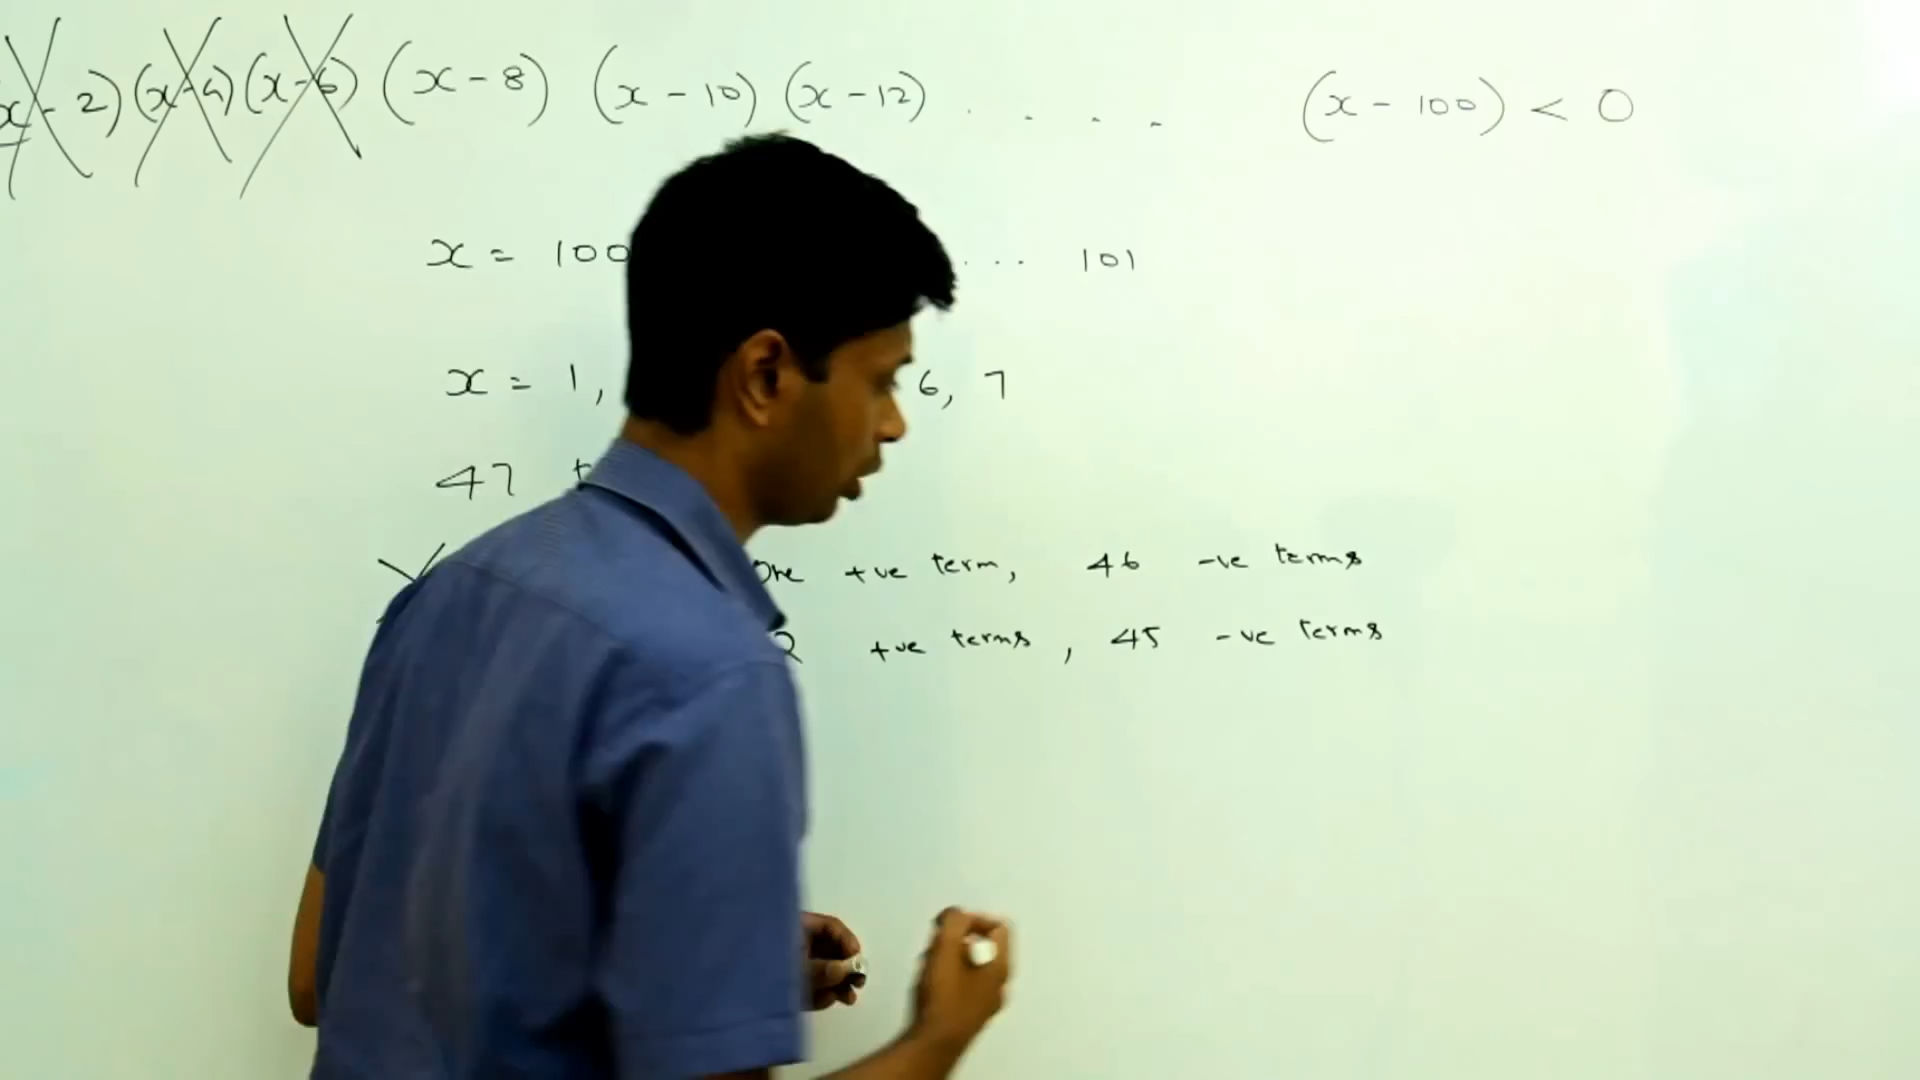 x - 2) (x - 4) (x - 6) (x - 8) (x - 10) (x - 12) . . . . (x - 100) < 0
x = 100 ... 101
x = 1, 6, 7
47
One +ve term, 46 -ve terms
2 +ve terms, 45 -ve terms